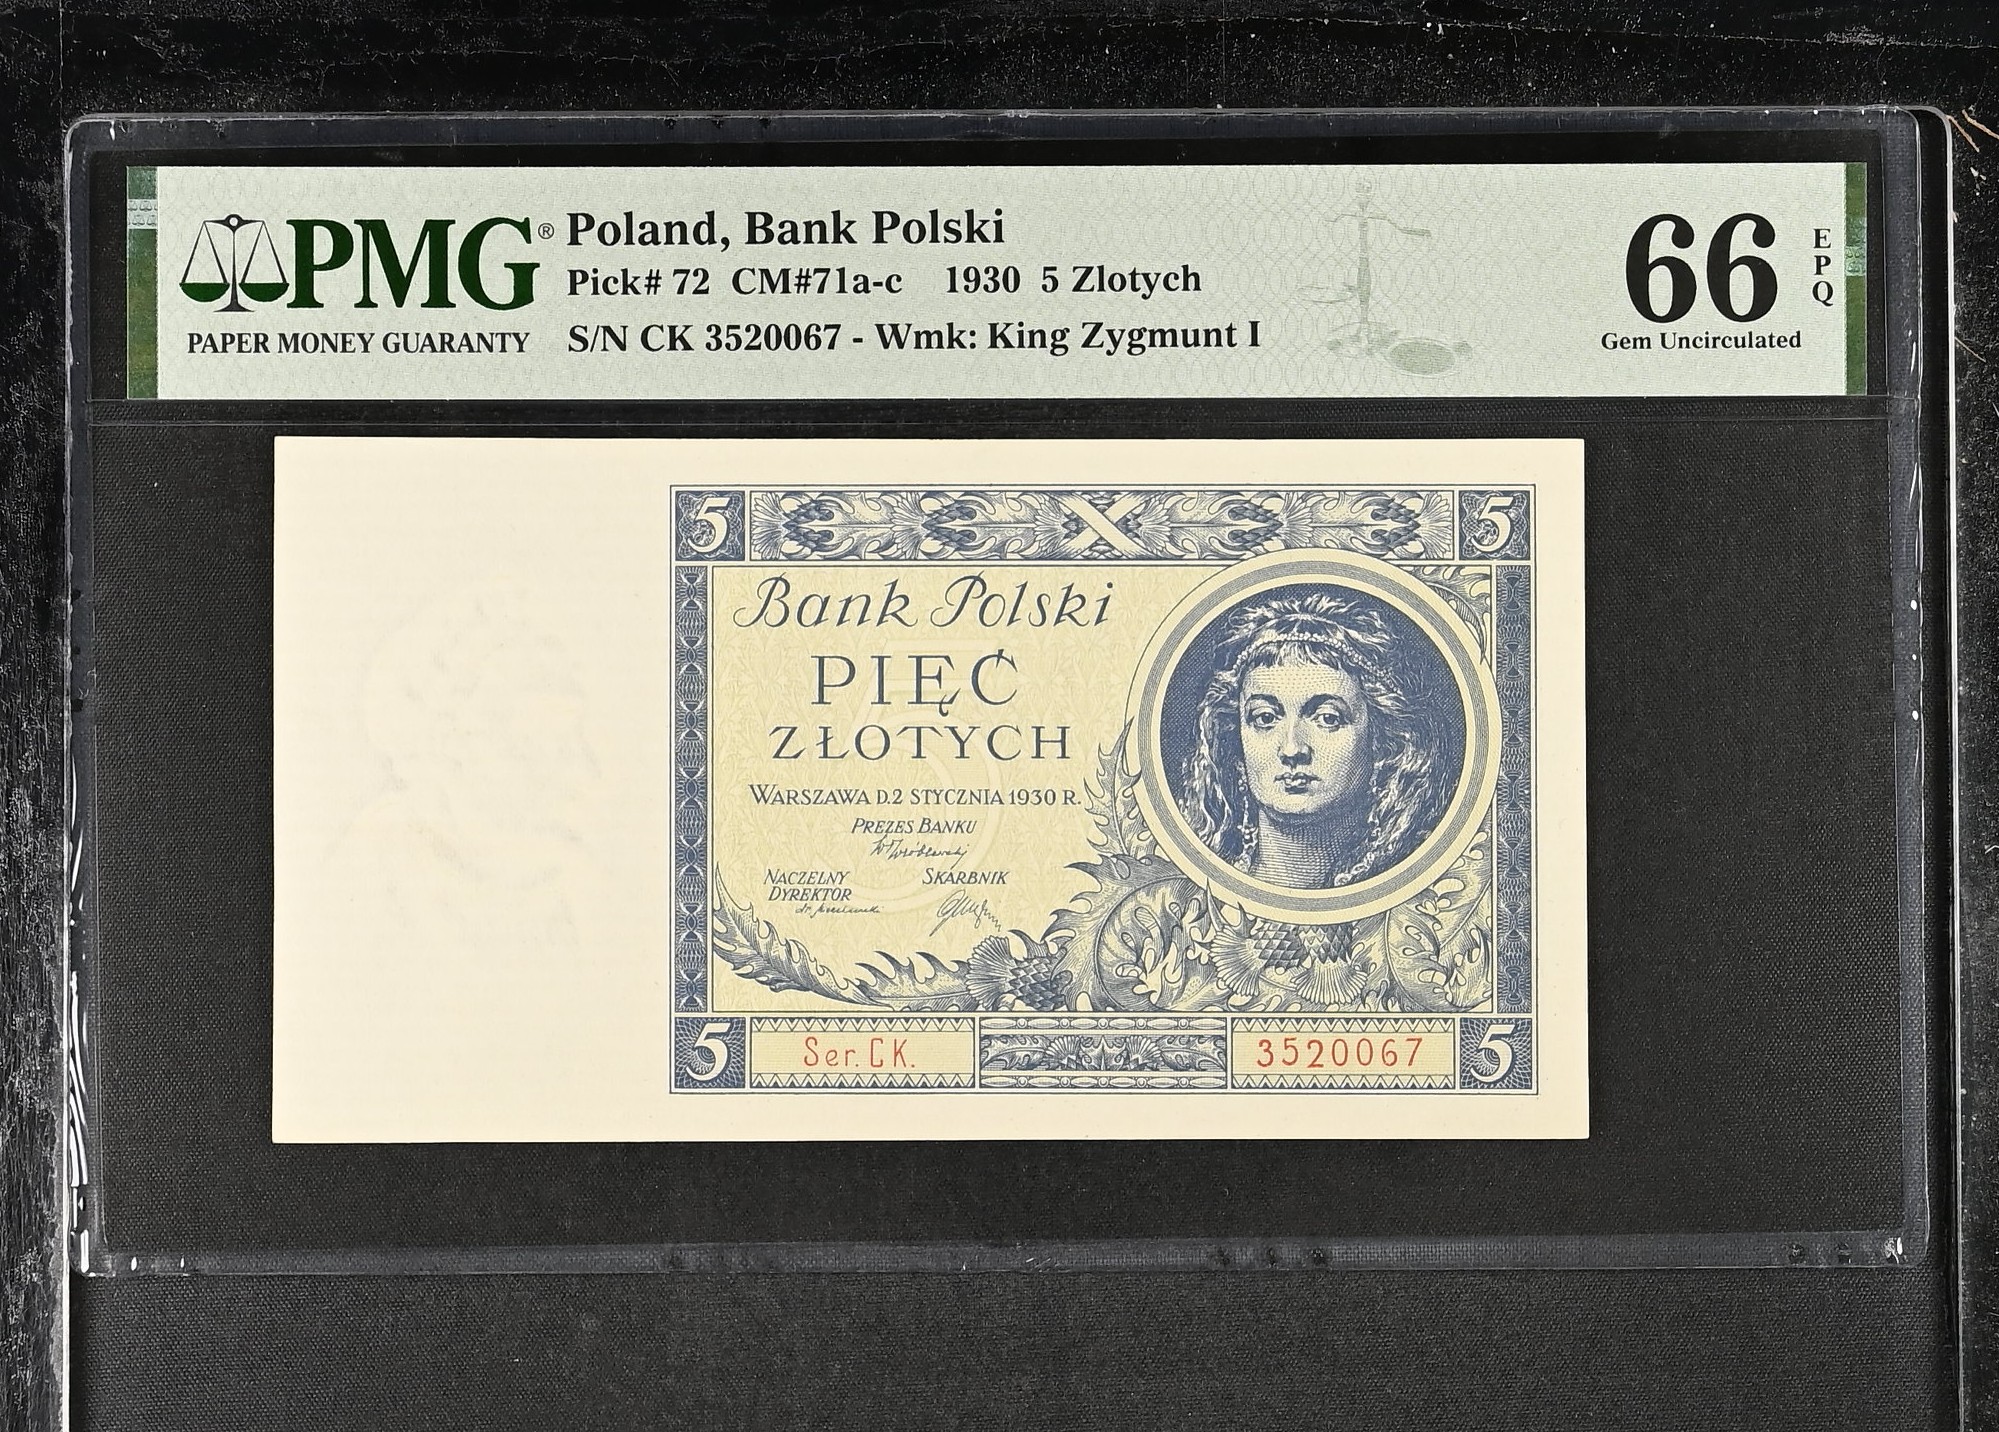 PMG®
PAPER MONEY GUARANTY
Poland, Bank Polski
Pick# 72 CM#71a-c 1930 5 Zlotych
S/N CK 3520067 - Wmk: King Zygmunt I
66
EPQ
Gem Uncirculated
5 5
Bank Polski
PIĘĆ
ZŁOTYCH
WARSZAWA D. 2 STYCZNIA 1930 R.
PREZES BANKU
NACZELNY DYREKTOR
SKARBNIK
5 Ser. CK. 3520067 5